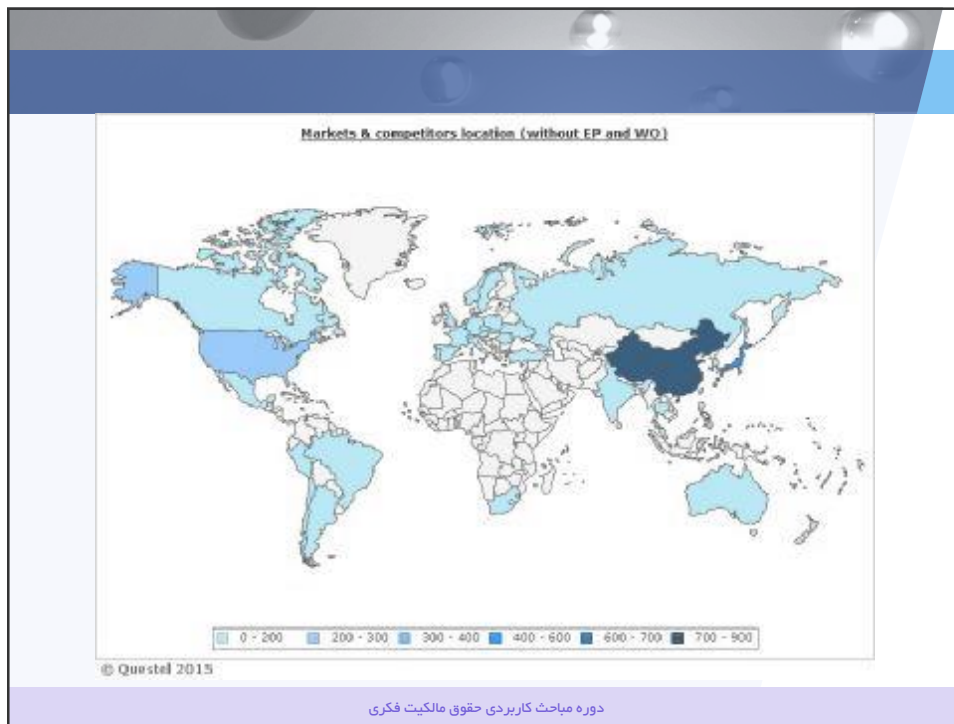 Markets & competitors location (without EP and WO)
0 - 200 200 - 300 300 - 400 400 - 600 600 - 700 700 - 900
© Questel 2015
دوره مباحث کاربردی حقوق مالکیت فکری